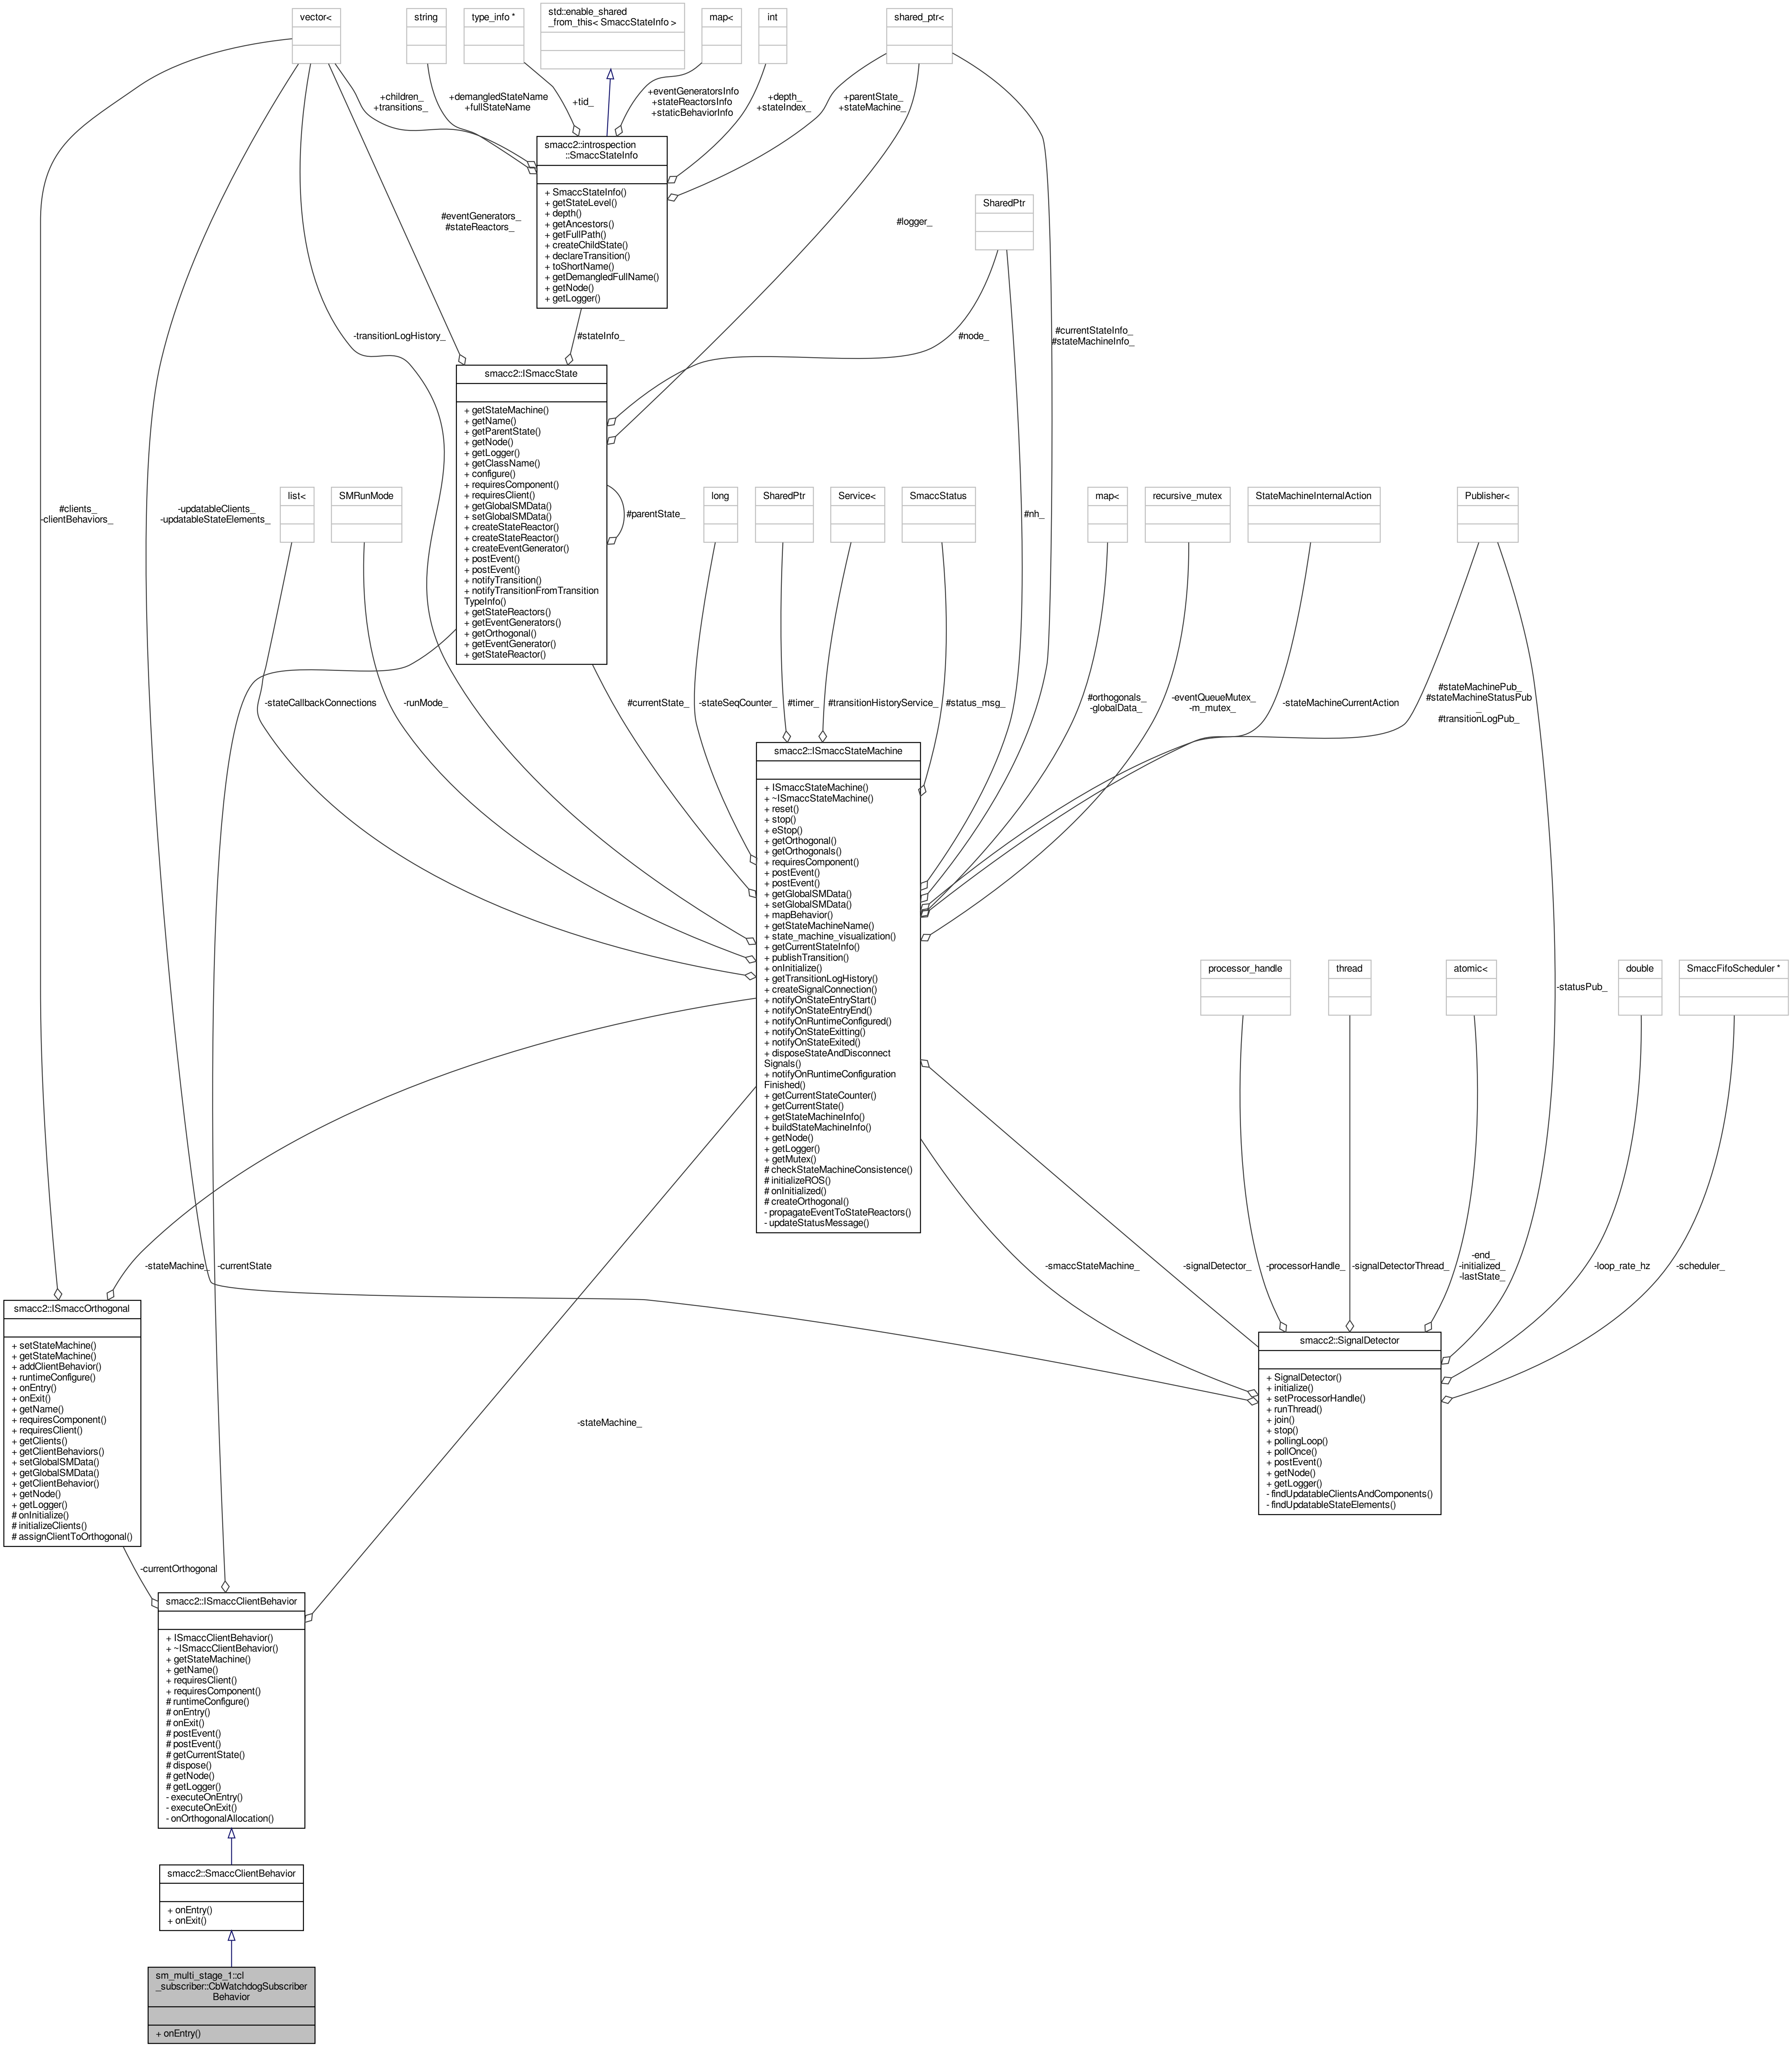 vector<
string
type_info *
std::enable_shared
_from_this< SmaccStateInfo >
map<
int
shared_ptr<
+children_
+transitions_
+demangledStateName
+fullStateName
+tid_
+eventGeneratorsInfo
+stateReactorsInfo
+staticBehaviorInfo
+depth_
+stateIndex_
+parentState_
+stateMachine_
smacc2::introspection
::SmaccStateInfo
+ SmaccStateInfo()
+ getStateLevel()
+ depth()
+ getAncestors()
+ getFullPath()
+ createChildState()
+ declareTransition()
+ toShortName()
+ getDemangledFullName()
+ getNode()
+ getLogger()
SharedPtr
#eventGenerators_
#stateReactors_
#logger_
-transitionLogHistory_
#stateInfo_
#node_
#currentStateInfo_
#stateMachineInfo_
smacc2::ISmaccState
+ getStateMachine()
+ getName()
+ getParentState()
+ getNode()
+ getLogger()
+ getClassName()
+ configure()
+ requiresComponent()
+ requiresClient()
+ getGlobalSMData()
+ setGlobalSMData()
+ createStateReactor()
+ createStateReactor()
+ createEventGenerator()
+ postEvent()
+ postEvent()
+ notifyTransition()
+ notifyTransitionFromTransition
TypeInfo()
+ getStateReactors()
+ getEventGenerators()
+ getOrthogonal()
+ getEventGenerator()
+ getStateReactor()
#parentState_
#clients_
-clientBehaviors_
-updatableClients_
-updatableStateElements_
list<
SMRunMode
long
SharedPtr
Service<
SmaccStatus
#nh_
map<
recursive_mutex
StateMachineInternalAction
Publisher<
-stateCallbackConnections
-runMode_
#currentState_
-stateSeqCounter_
#timer_
#transitionHistoryService_
#status_msg_
#orthogonals_
-globalData_
-eventQueueMutex_
-m_mutex_
-stateMachineCurrentAction
#stateMachinePub_
#stateMachineStatusPub
_
#transitionLogPub_
smacc2::ISmaccStateMachine
+ ISmaccStateMachine()
+ ~ISmaccStateMachine()
+ reset()
+ stop()
+ eStop()
+ getOrthogonal()
+ getOrthogonals()
+ requiresComponent()
+ postEvent()
+ postEvent()
+ getGlobalSMData()
+ setGlobalSMData()
+ mapBehavior()
+ getStateMachineName()
+ state_machine_visualization()
+ getCurrentStateInfo()
+ publishTransition()
+ onInitialize()
+ getTransitionLogHistory()
+ createSignalConnection()
+ notifyOnStateEntryStart()
+ notifyOnStateEntryEnd()
+ notifyOnRuntimeConfigured()
+ notifyOnStateExitting()
+ notifyOnStateExited()
+ disposeStateAndDisconnect
Signals()
+ notifyOnRuntimeConfiguration
Finished()
+ getCurrentStateCounter()
+ getCurrentState()
+ getStateMachineInfo()
+ buildStateMachineInfo()
+ getNode()
+ getLogger()
+ getMutex()
# checkStateMachineConsistence()
# initializeROS()
# onInitialized()
# createOrthogonal()
- propagateEventToStateReactors()
- updateStatusMessage()
processor_handle
thread
atomic<
-statusPub_
double
SmaccFifoScheduler *
-stateMachine_
-currentState
-smaccStateMachine_
-signalDetector_
-processorHandle_
-signalDetectorThread_
-end_
-initialized_
-lastState_
-loop_rate_hz
-scheduler_
smacc2::ISmaccOrthogonal
+ setStateMachine()
+ getStateMachine()
+ addClientBehavior()
+ runtimeConfigure()
+ onEntry()
+ onExit()
+ getName()
+ requiresComponent()
+ requiresClient()
+ getClients()
+ getClientBehaviors()
+ setGlobalSMData()
+ getGlobalSMData()
+ getClientBehavior()
+ getNode()
+ getLogger()
# onInitialize()
# initializeClients()
# assignClientToOrthogonal()
smacc2::SignalDetector
+ SignalDetector()
+ initialize()
+ setProcessorHandle()
+ runThread()
+ join()
+ stop()
+ pollingLoop()
+ pollOnce()
+ postEvent()
+ getNode()
+ getLogger()
- findUpdatableClientsAndComponents()
- findUpdatableStateElements()
-stateMachine_
-currentOrthogonal
smacc2::ISmaccClientBehavior
+ ISmaccClientBehavior()
+ ~ISmaccClientBehavior()
+ getStateMachine()
+ getName()
+ requiresClient()
+ requiresComponent()
# runtimeConfigure()
# onEntry()
# onExit()
# postEvent()
# postEvent()
# getCurrentState()
# dispose()
# getNode()
# getLogger()
- executeOnEntry()
- executeOnExit()
- onOrthogonalAllocation()
smacc2::SmaccClientBehavior
+ onEntry()
+ onExit()
sm_multi_stage_1::cl
_subscriber::CbWatchdogSubscriber
Behavior
+ onEntry()